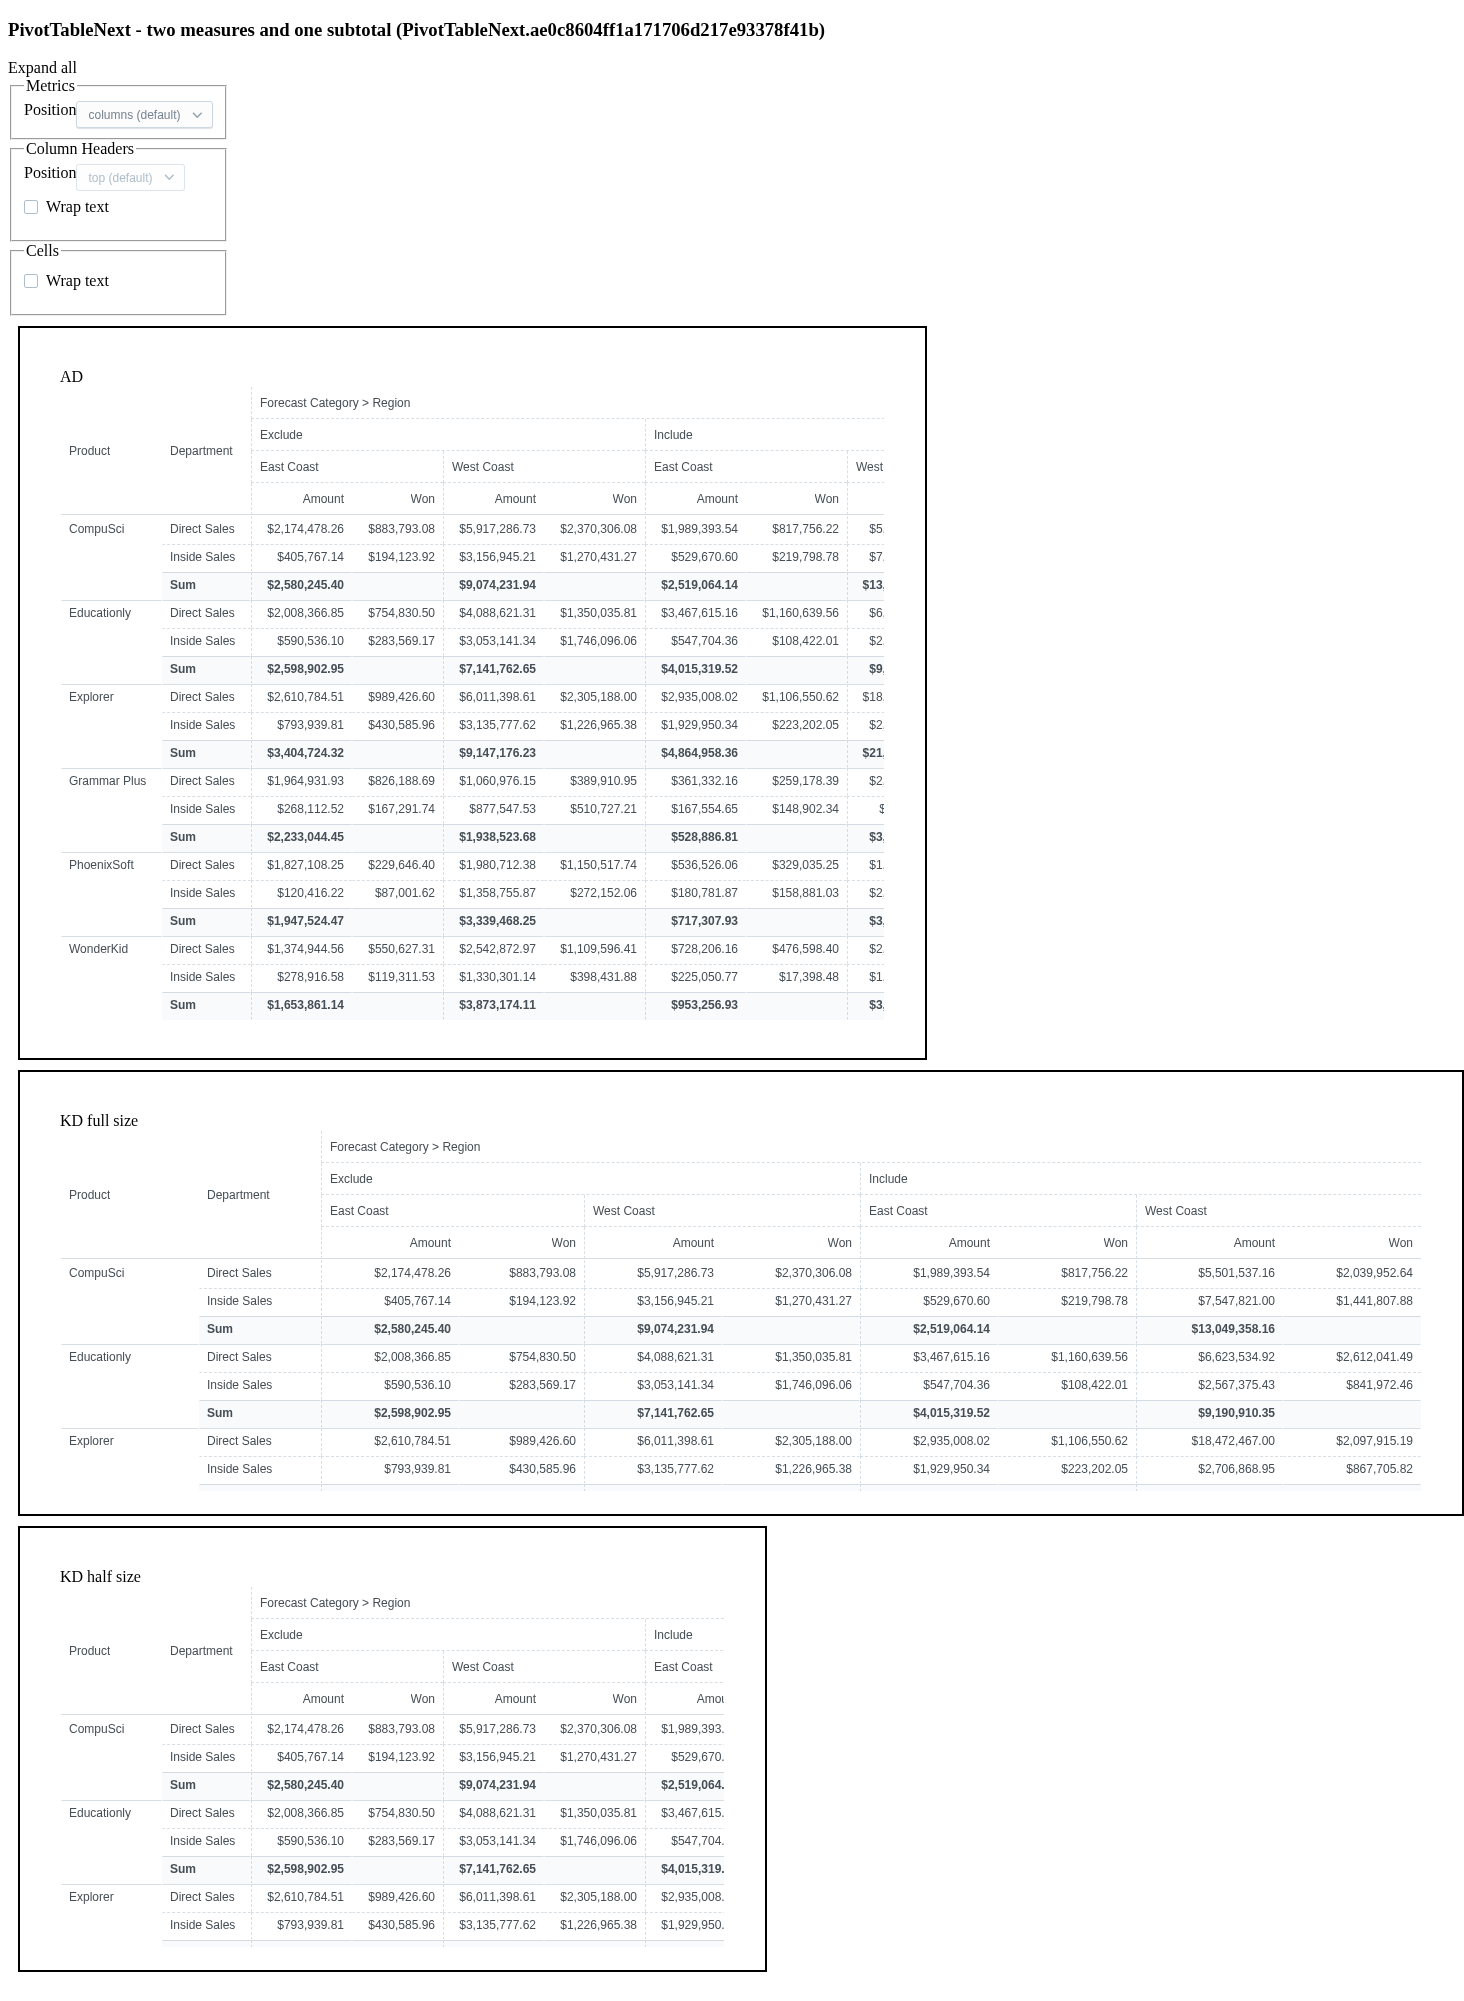 PivotTableNext - two measures and one subtotal (PivotTableNext.ae0c8604ff1a171706d217e93378f41b)
Expand all
Metrics
Position columns (default)
Column Headers
Position top (default)
Wrap text
Cells
Wrap text
AD
Forecast Category > Region
Exclude Include
Product Department
East Coast West Coast East Coast West
Amount Won Amount Won Amount Won
CompuSci Direct Sales $2,174,478.26 $883,793.08 $5,917,286.73 $2,370,306.08 $1,989,393.54 $817,756.22 $5.
Inside Sales $405,767.14 $194,123.92 $3,156,945.21 $1,270,431.27 $529,670.60 $219,798.78 $7,
Sum $2,580,245.40 $9,074,231.94 $2,519,064.14 $13,
Educationly Direct Sales $2,008,366.85 $754,830.50 $4,088,621.31 $1,350,035.81 $3,467,615.16 $1,160,639.56 $6,
Inside Sales $590,536.10 $283,569.17 $3,053,141.34 $1,746,096.06 $547,704.36 $108,422.01 $2,
Sum $2,598,902.95 $7,141,762.65 $4,015,319.52 $9,
Explorer Direct Sales $2,610,784.51 $989,426.60 $6,011,398.61 $2,305,188.00 $2,935,008.02 $1,106,550.62 $18,
Inside Sales $793,939.81 $430,585.96 $3,135,777.62 $1,226,965.38 $1,929,950.34 $223,202.05 $2,
Sum $3,404,724.32 $9,147,176.23 $4,864,958.36 $21,
Grammar Plus Direct Sales $1,964,931.93 $826,188.69 $1,060,976.15 $389,910.95 $361,332.16 $259,178.39 $2,
Inside Sales $268,112.52 $167,291.74 $877,547.53 $510,727.21 $167,554.65 $148,902.34 $
Sum $2,233,044.45 $1,938,523.68 $528,886.81 $3,
PhoenixSoft Direct Sales $1,827,108.25 $229,646.40 $1,980,712.38 $1,150,517.74 $536,526.06 $329,035.25 $1,
Inside Sales $120,416.22 $87,001.62 $1,358,755.87 $272,152.06 $180,781.87 $158,881.03 $2,
Sum $1,947,524.47 $3,339,468.25 $717,307.93 $3,
WonderKid Direct Sales $1,374,944.56 $550,627.31 $2,542,872.97 $1,109,596.41 $728,206.16 $476,598.40 $2,
Inside Sales $278,916.58 $119,311.53 $1,330,301.14 $398,431.88 $225,050.77 $17,398.48 $1,
Sum $1,653,861.14 $3,873,174.11 $953,256.93 $3,
KD full size
Forecast Category > Region
Exclude Include
Product Department
East Coast West Coast East Coast West Coast
Amount Won Amount Won Amount Won Amount Won
CompuSci Direct Sales $2,174,478.26 $883,793.08 $5,917,286.73 $2,370,306.08 $1,989,393.54 $817,756.22 $5,501,537.16 $2,039,952.64
Inside Sales $405,767.14 $194,123.92 $3,156,945.21 $1,270,431.27 $529,670.60 $219,798.78 $7,547,821.00 $1,441,807.88
Sum $2,580,245.40 $9,074,231.94 $2,519,064.14 $13,049,358.16
Educationly Direct Sales $2,008,366.85 $754,830.50 $4,088,621.31 $1,350,035.81 $3,467,615.16 $1,160,639.56 $6,623,534.92 $2,612,041.49
Inside Sales $590,536.10 $283,569.17 $3,053,141.34 $1,746,096.06 $547,704.36 $108,422.01 $2,567,375.43 $841,972.46
Sum $2,598,902.95 $7,141,762.65 $4,015,319.52 $9,190,910.35
Explorer Direct Sales $2,610,784.51 $989,426.60 $6,011,398.61 $2,305,188.00 $2,935,008.02 $1,106,550.62 $18,472,467.00 $2,097,915.19
Inside Sales $793,939.81 $430,585.96 $3,135,777.62 $1,226,965.38 $1,929,950.34 $223,202.05 $2,706,868.95 $867,705.82
KD half size
Forecast Category > Region
Exclude Include
Product Department
East Coast West Coast East Coast
Amount Won Amount Won Amou
CompuSci Direct Sales $2,174,478.26 $883,793.08 $5,917,286.73 $2,370,306.08 $1,989,393.
Inside Sales $405,767.14 $194,123.92 $3,156,945.21 $1,270,431.27 $529,670.
Sum $2,580,245.40 $9,074,231.94 $2,519,064.
Educationly Direct Sales $2,008,366.85 $754,830.50 $4,088,621.31 $1,350,035.81 $3,467,615.
Inside Sales $590,536.10 $283,569.17 $3,053,141.34 $1,746,096.06 $547,704.
Sum $2,598,902.95 $7,141,762.65 $4,015,319.
Explorer Direct Sales $2,610,784.51 $989,426.60 $6,011,398.61 $2,305,188.00 $2,935,008.
Inside Sales $793,939.81 $430,585.96 $3,135,777.62 $1,226,965.38 $1,929,950.